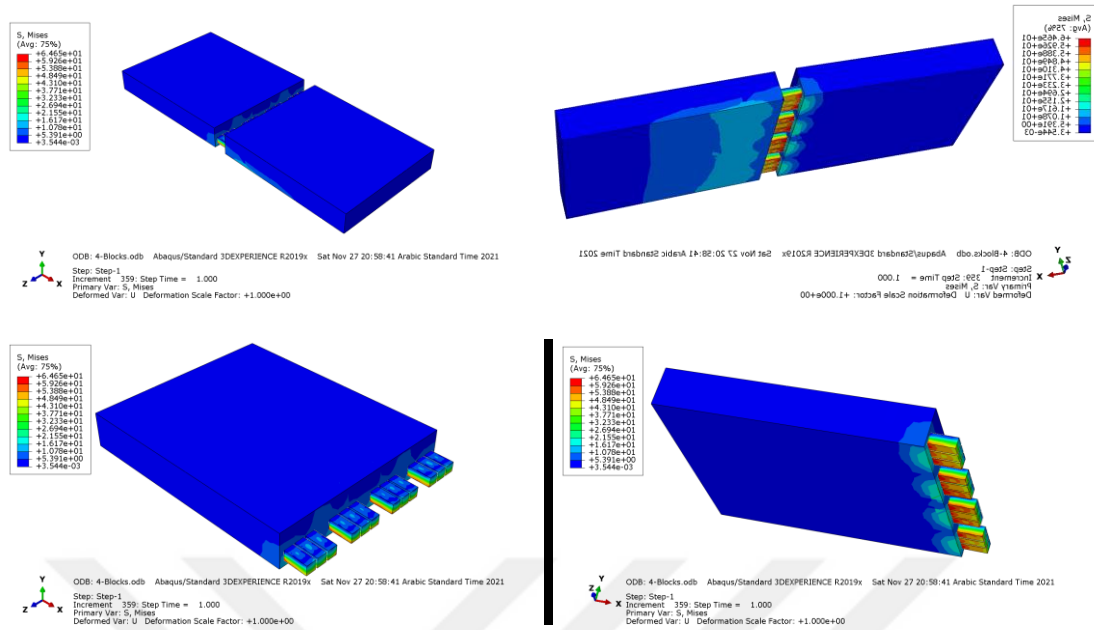 S, Mises
(Avg: 75%)
+6.465e+01
+5.926e+01
+5.388e+01
+4.849e+01
+4.310e+01
+3.771e+01
+3.233e+01
+2.694e+01
+2.155e+01
+1.617e+01
+1.078e+01
+5.391e+00
+3.544e-03
Y
Z X
ODB: 4-Blocks.odb Abaqus/Standard 3DEXPERIENCE R2019x Sat Nov 27 20:58:41 Arabic Standard Time 2021
Step: Step-1
Increment 359: Step Time = 1.000
Primary Var: S, Mises
Deformed Var: U Deformation Scale Factor: +1.000e+00
S, Mises
(Avg: 75%)
+6.465e+01
+5.926e+01
+5.388e+01
+4.849e+01
+4.310e+01
+3.771e+01
+3.233e+01
+2.694e+01
+2.155e+01
+1.617e+01
+1.078e+01
+5.391e+00
+3.544e-03
Y
Z
X
ODB: 4-Blocks.odb Abaqus/Standard 3DEXPERIENCE R2019x Sat Nov 27 20:58:41 Arabic Standard Time 2021
Step: Step-1
Increment 359: Step Time = 1.000
Primary Var: S, Mises
Deformed Var: U Deformation Scale Factor: +1.000e+00
S, Mises
(Avg: 75%)
+6.465e+01
+5.926e+01
+5.388e+01
+4.849e+01
+4.310e+01
+3.771e+01
+3.233e+01
+2.694e+01
+2.155e+01
+1.617e+01
+1.078e+01
+5.391e+00
+3.544e-03
Y
Z X
ODB: 4-Blocks.odb Abaqus/Standard 3DEXPERIENCE R2019x Sat Nov 27 20:58:41 Arabic Standard Time 2021
Step: Step-1
Increment 359: Step Time = 1.000
Primary Var: S, Mises
Deformed Var: U Deformation Scale Factor: +1.000e+00
S, Mises
(Avg: 75%)
+6.465e+01
+5.926e+01
+5.388e+01
+4.849e+01
+4.310e+01
+3.771e+01
+3.233e+01
+2.694e+01
+2.155e+01
+1.617e+01
+1.078e+01
+5.391e+00
+3.544e-03
Y
Z
X
ODB: 4-Blocks.odb Abaqus/Standard 3DEXPERIENCE R2019x Sat Nov 27 20:58:41 Arabic Standard Time 2021
Step: Step-1
Increment 359: Step Time = 1.000
Primary Var: S, Mises
Deformed Var: U Deformation Scale Factor: +1.000e+00